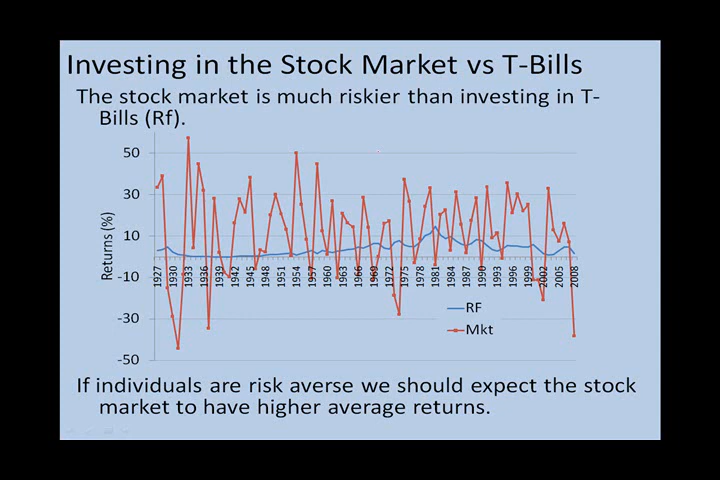 Investing in the Stock Market vs T-Bills
The stock market is much riskier than investing in T-
Bills (Rf).
50
30
10
-10
-30
-50
Returns (%)
1927 1930 1933 1936 1939 1942 1945 1948 1951 1954 1957 1960 1963 1966 1969 1972 1975 1978 1981 1984 1987 1990 1993 1996 1999 2002 2005 2008
RF
Mkt
If individuals are risk averse we should expect the stock
market to have higher average returns.